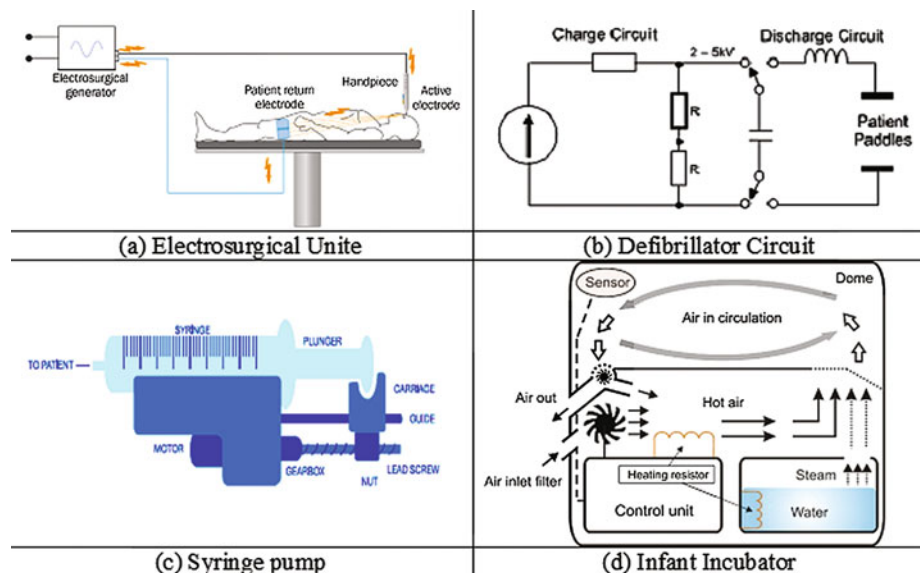 Electrosurgical
generator
Patient return
electrode
Handpiece
Active
electrode
(a) Electrosurgical Unite
Charge Circuit
2 - 5kV
Discharge Circuit
R
R
Patient
Paddles
(b) Defibrillator Circuit
SYRINGE
PLUNGER
TO PATIENT
CARRIAGE
GUIDE
MOTOR
GEARBOX
NUT
LEAD SCREW
(c) Syringe pump
Sensor
Dome
Air in circulation
Air out
Hot air
Air inlet filter
Heating resistor
Steam
Control unit
Water
(d) Infant Incubator